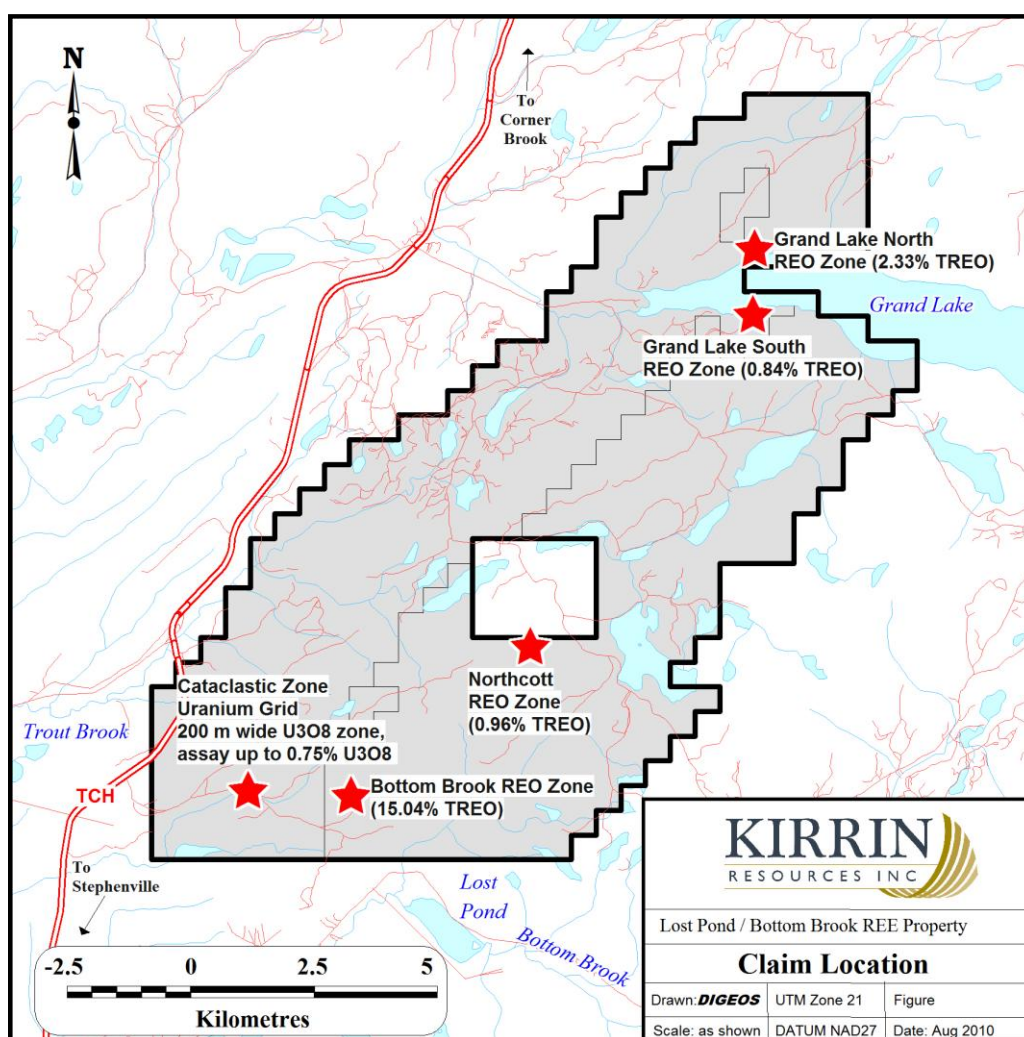 N
To
Corner
Brook
Grand Lake North
REO Zone (2.33% TREO)
Grand Lake
Grand Lake South
REO Zone (0.84% TREO)
Cataclastic Zone
Uranium Grid
200 m wide U3O8 zone,
assay up to 0.75% U3O8
Northcott
REO Zone
(0.96% TREO)
Trout Brook
TCH
Bottom Brook REO Zone
(15.04% TREO)
To
Stephenville
Lost
Pond
Bottom Brook
-2.5 0 2.5 5
Kilometres
KIRRIN
RESOURCES INC
Lost Pond / Bottom Brook REE Property
Claim Location
Drawn: DIGEOS UTM Zone 21 Figure
Scale: as shown DATUM NAD27 Date: Aug 2010